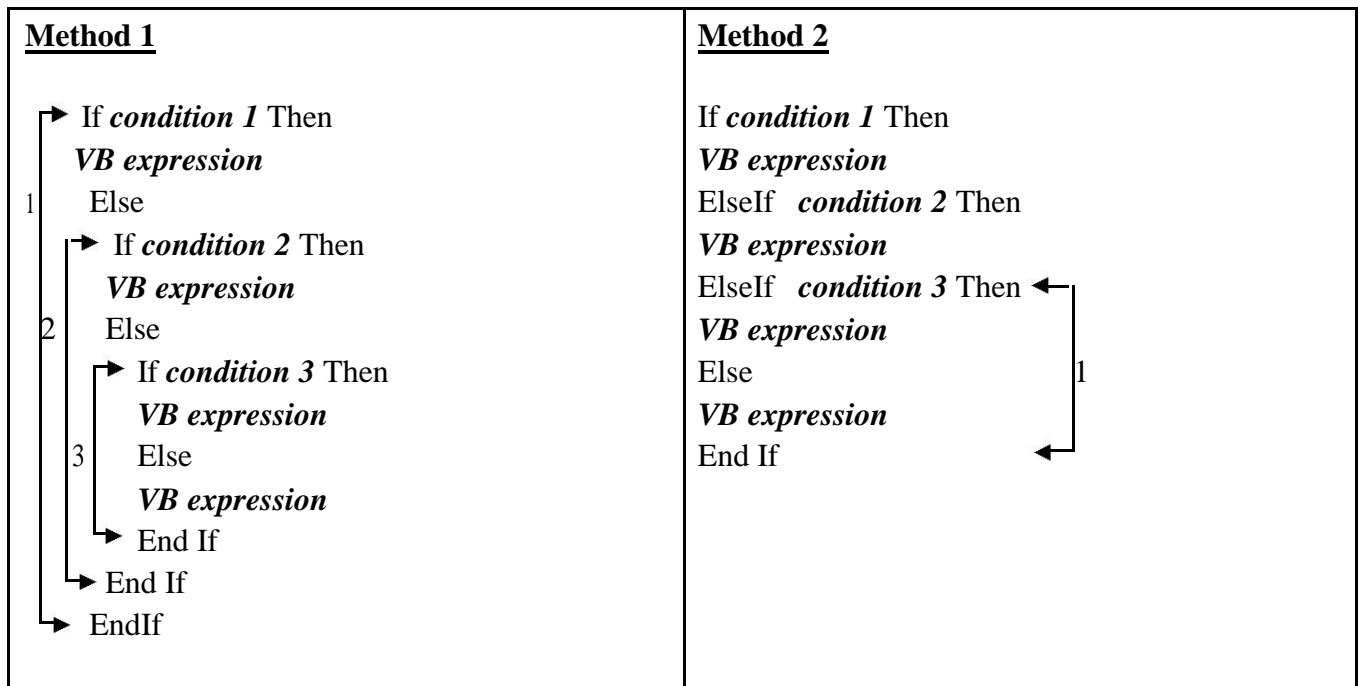 Method 1
If condition 1 Then
VB expression
1 Else
If condition 2 Then
VB expression
2 Else
If condition 3 Then
VB expression
3 Else
VB expression
End If
End If
EndIf
Method 2
If condition 1 Then
VB expression
ElseIf condition 2 Then
VB expression
ElseIf condition 3 Then
VB expression
Else 1
VB expression
End If